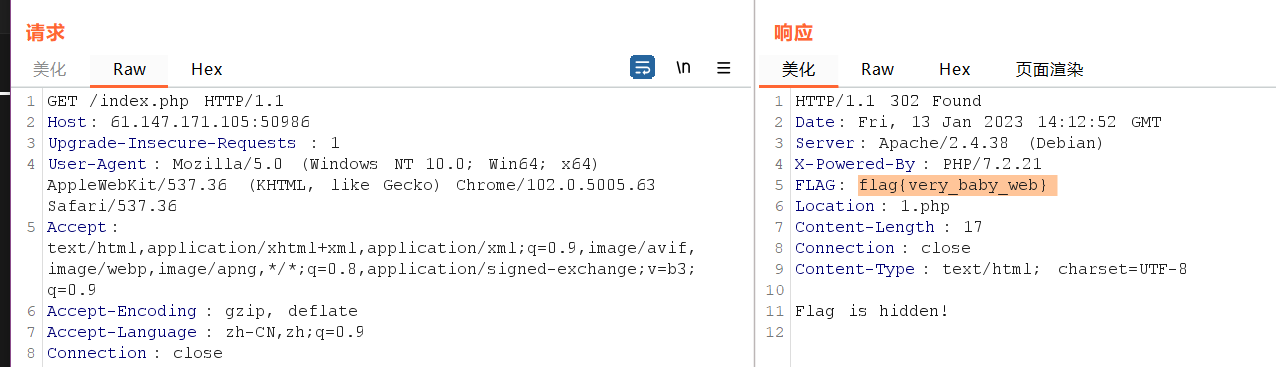 请求
美化 Raw Hex \n
1 GET /index.php HTTP/1.1
2 Host: 61.147.171.105:50986
3 Upgrade-Insecure-Requests : 1
4 User-Agent: Mozilla/5.0 (Windows NT 10.0; Win64; x64)
AppleWebKit/537.36 (KHTML, like Gecko) Chrome/102.0.5005.63
Safari/537.36
5 Accept:
text/html,application/xhtml+xml,application/xml;q=0.9,image/avif,
image/webp,image/apng,*/*;q=0.8,application/signed-exchange;v=b3;
q=0.9
6 Accept-Encoding : gzip, deflate
7 Accept-Language : zh-CN,zh;q=0.9
8 Connection : close
响应
美化 Raw Hex 页面渲染
1 HTTP/1.1 302 Found
2 Date: Fri, 13 Jan 2023 14:12:52 GMT
3 Server: Apache/2.4.38 (Debian)
4 X-Powered-By : PHP/7.2.21
5 FLAG: flag{very_baby_web}
6 Location : 1.php
7 Content-Length : 17
8 Connection : close
9 Content-Type : text/html; charset=UTF-8
10
11 Flag is hidden!
12